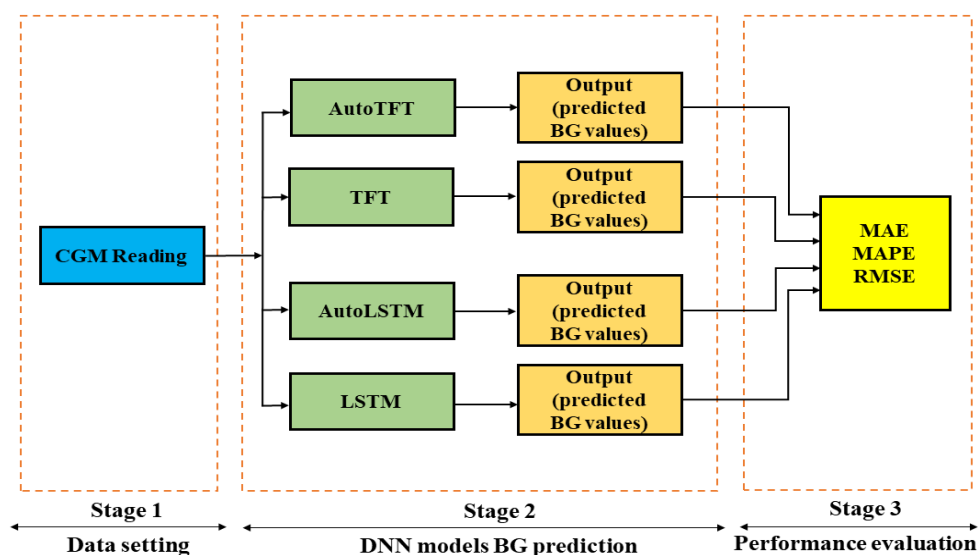 AutoTFT
Output
(predicted
BG values)
TFT
Output
(predicted
BG values)
CGM Reading
MAE
MAPE
RMSE
AutoLSTM
Output
(predicted
BG values)
LSTM
Output
(predicted
BG values)
Stage 1
Stage 2
Stage 3
Data setting
DNN models BG prediction
Performance evaluation